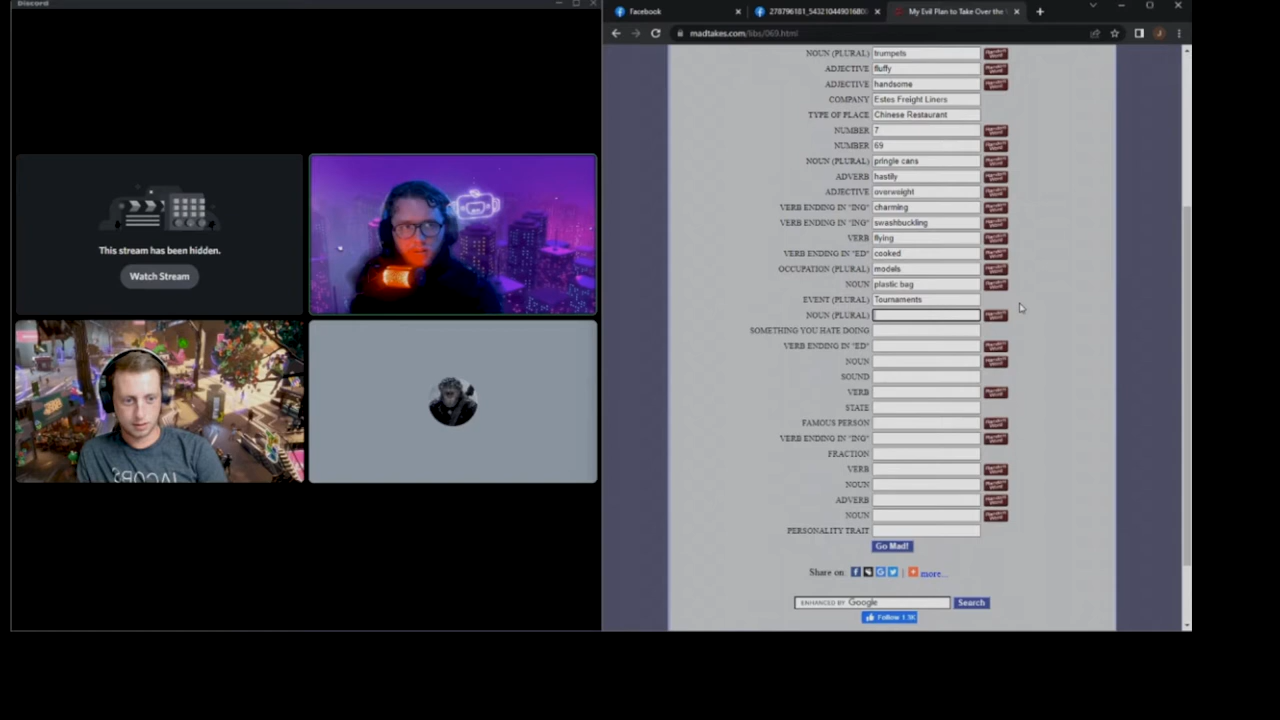 Discord
This stream has been hidden.
Watch Stream
Facebook
My Evil Plan to Take Over the
madtakes.com/libs/069.html
NOUN (PLURAL) trumpets
ADJECTIVE fluffy
ADJECTIVE handsome
COMPANY Estes Freight Liners
TYPE OF PLACE Chinese Restaurant
NUMBER 7
NUMBER 69
NOUN (PLURAL) pringle cans
ADVERB hastily
ADJECTIVE overweight
VERB ENDING IN "ING" charming
VERB ENDING IN "ING" swashbuckling
VERB flying
VERB ENDING IN "ED" cooked
OCCUPATION (PLURAL) models
NOUN plastic bag
EVENT (PLURAL) Tournaments
NOUN (PLURAL)
SOMETHING YOU HATE DOING
VERB ENDING IN "ED"
NOUN
SOUND
VERB
STATE
FAMOUS PERSON
VERB ENDING IN "ING"
FRACTION
VERB
NOUN
ADVERB
NOUN
PERSONALITY TRAIT
Go Mad!
Share on: | more...
ENHANCED BY Google Search
Follow 1.3K